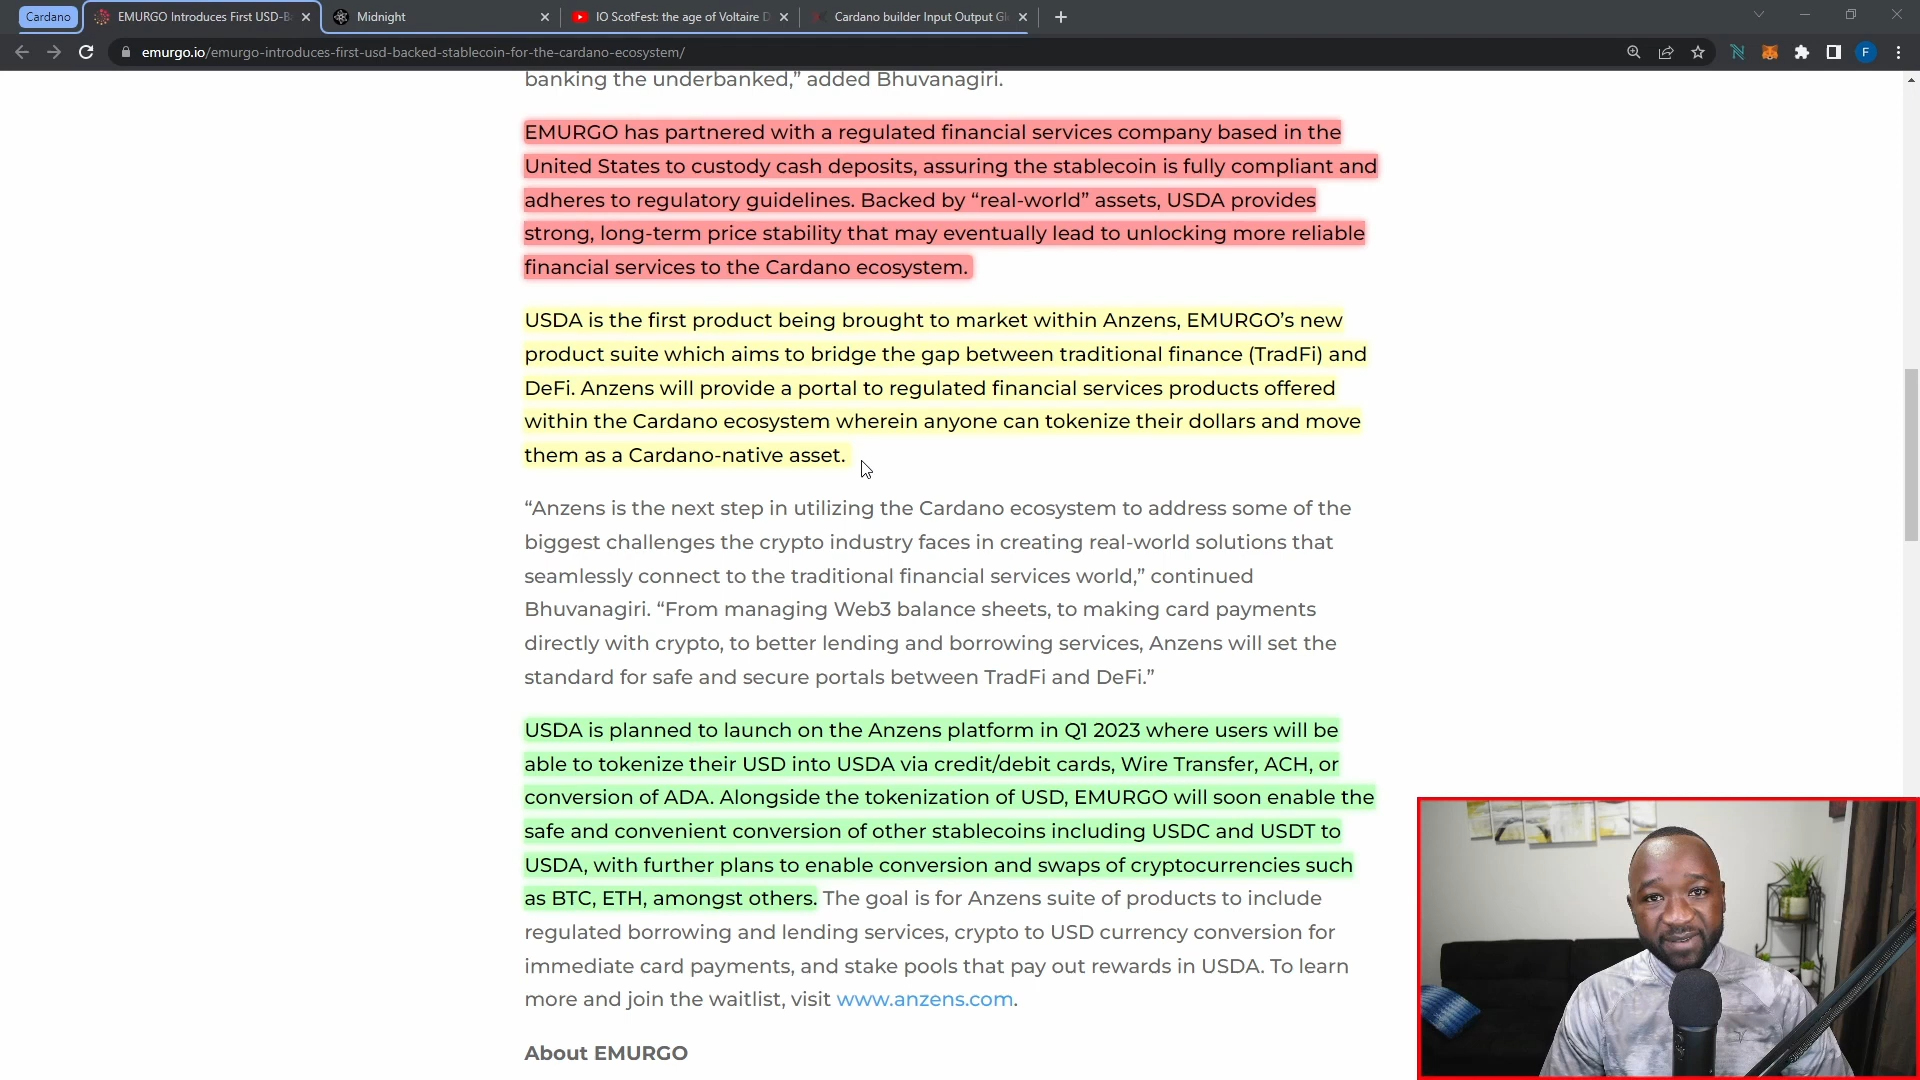 Cardano
EMURGO Introduces First USD-B
Midnight
IO ScotFest: the age of Voltaire D
Cardano builder Input Output Gl
emurgo.io/emurgo-introduces-first-usd-backed-stablecoin-for-the-cardano-ecosystem/
F
banking the underbanked,” added Bhuvanagiri.
EMURGO has partnered with a regulated financial services company based in the
United States to custody cash deposits, assuring the stablecoin is fully compliant and
adheres to regulatory guidelines. Backed by “real-world” assets, USDA provides
strong, long-term price stability that may eventually lead to unlocking more reliable
financial services to the Cardano ecosystem.
USDA is the first product being brought to market within Anzens, EMURGO’s new
product suite which aims to bridge the gap between traditional finance (TradFi) and
DeFi. Anzens will provide a portal to regulated financial services products offered
within the Cardano ecosystem wherein anyone can tokenize their dollars and move
them as a Cardano-native asset.
“Anzens is the next step in utilizing the Cardano ecosystem to address some of the
biggest challenges the crypto industry faces in creating real-world solutions that
seamlessly connect to the traditional financial services world,” continued
Bhuvanagiri. “From managing Web3 balance sheets, to making card payments
directly with crypto, to better lending and borrowing services, Anzens will set the
standard for safe and secure portals between TradFi and DeFi.”
USDA is planned to launch on the Anzens platform in Q1 2023 where users will be
able to tokenize their USD into USDA via credit/debit cards, Wire Transfer, ACH, or
conversion of ADA. Alongside the tokenization of USD, EMURGO will soon enable the
safe and convenient conversion of other stablecoins including USDC and USDT to
USDA, with further plans to enable conversion and swaps of cryptocurrencies such
as BTC, ETH, amongst others. The goal is for Anzens suite of products to include
regulated borrowing and lending services, crypto to USD currency conversion for
immediate card payments, and stake pools that pay out rewards in USDA. To learn
more and join the waitlist, visit www.anzens.com.
About EMURGO